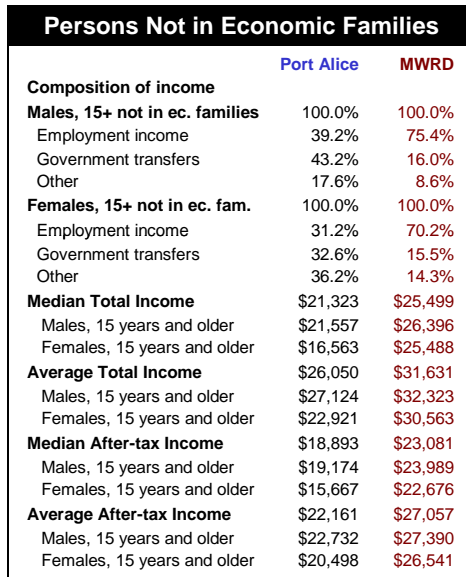 Persons Not in Economic Families
Port Alice MWRD
Composition of income
Males, 15+ not in ec. families 100.0% 100.0%
Employment income 39.2% 75.4%
Government transfers 43.2% 16.0%
Other 17.6% 8.6%
Females, 15+ not in ec. fam. 100.0% 100.0%
Employment income 31.2% 70.2%
Government transfers 32.6% 15.5%
Other 36.2% 14.3%
Median Total Income $21,323 $25,499
Males, 15 years and older $21,557 $26,396
Females, 15 years and older $16,563 $25,488
Average Total Income $26,050 $31,631
Males, 15 years and older $27,124 $32,323
Females, 15 years and older $22,921 $30,563
Median After-tax Income $18,893 $23,081
Males, 15 years and older $19,174 $23,989
Females, 15 years and older $15,667 $22,676
Average After-tax Income $22,161 $27,057
Males, 15 years and older $22,732 $27,390
Females, 15 years and older $20,498 $26,541